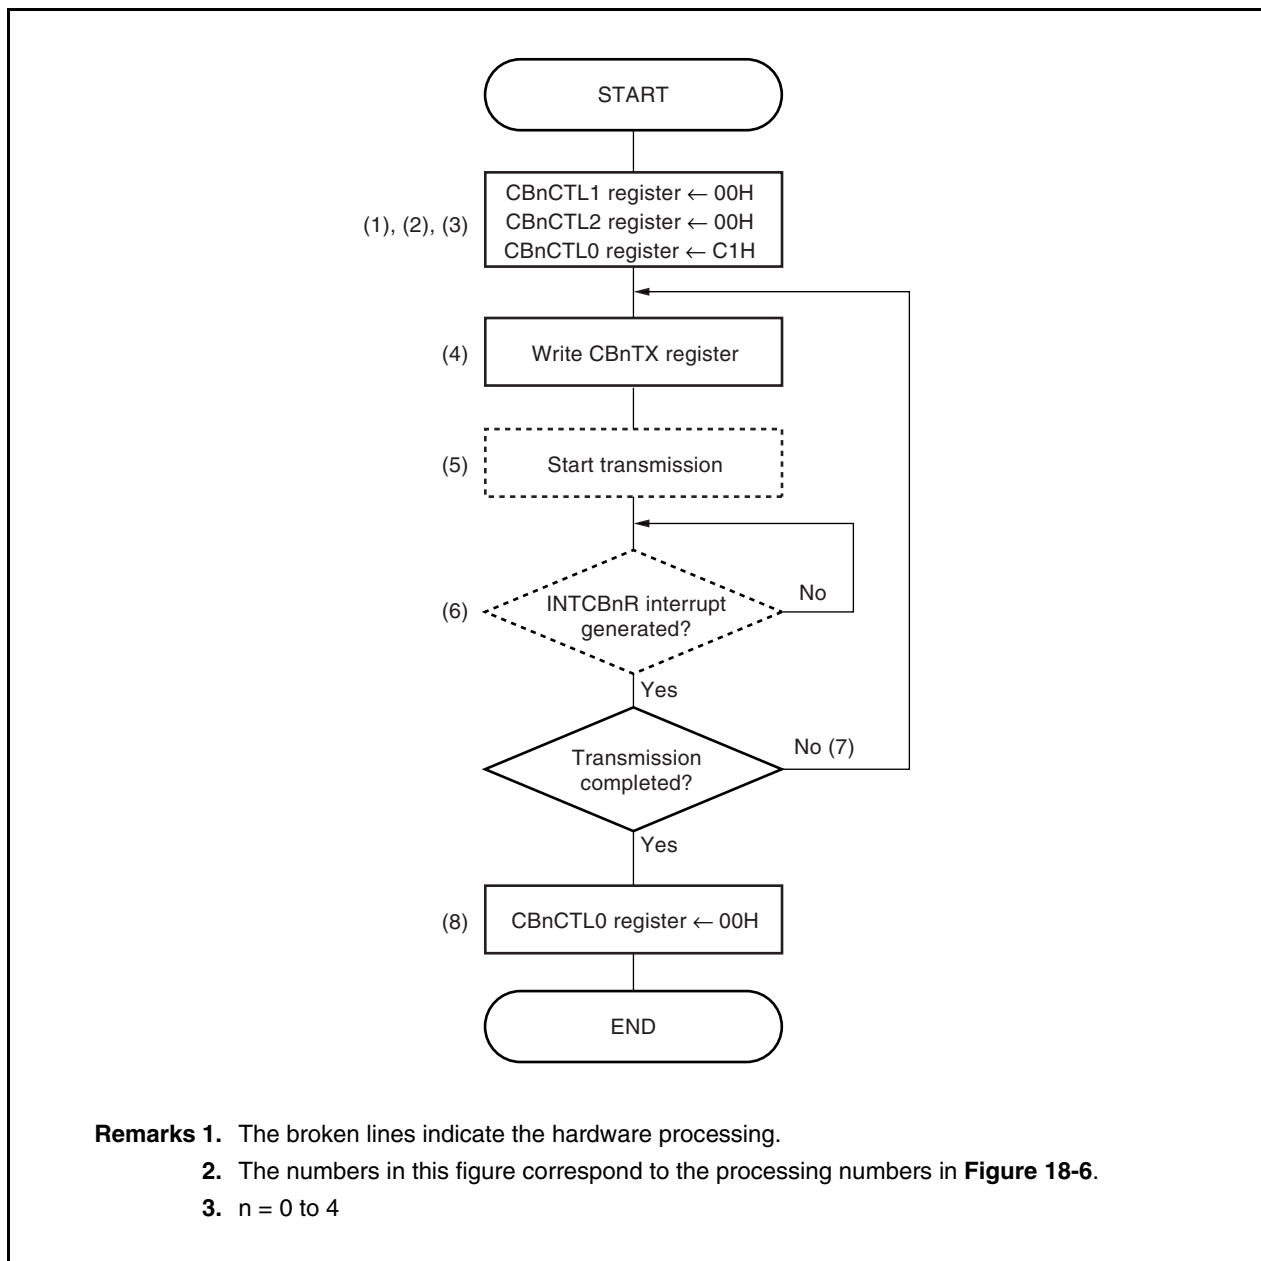 START
(1), (2), (3)
CBnCTL1 register ← 00H
CBnCTL2 register ← 00H
CBnCTL0 register ← C1H
(4)
Write CBnTX register
(5)
Start transmission
(6)
INTCBnR interrupt
generated?
No
Yes
Transmission
completed?
No (7)
Yes
(8)
CBnCTL0 register ← 00H
END
Remarks 1. The broken lines indicate the hardware processing.
2. The numbers in this figure correspond to the processing numbers in Figure 18-6.
3. n = 0 to 4